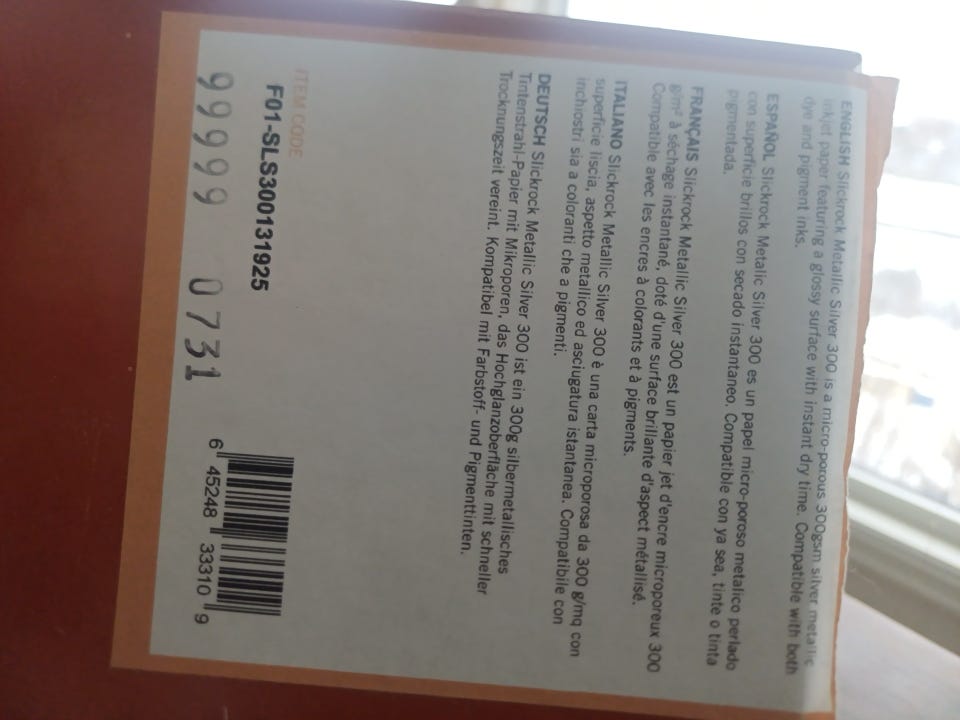 ENGLISH Slickrock Metallic Silver 300 is a micro-porous 300gsm silver metallic
inkjet paper featuring a glossy surface with instant dry time. Compatible with both
dye and pigment inks.
ESPAÑOL Slickrock Metalic Silver 300 es un papel micro-poroso metalico perlado
con superficie brillos con secado instantaneo. Compatible con ya sea, tinte o tinta
pigmentada.
FRANÇAIS Slickrock Metallic Silver 300 est un papier jet d'encre microporeux 300
g/m² à séchage instantané, doté d'une surface brillante d'aspect métallisé.
Compatible avec les encres à colorants et à pigments.
ITALIANO Slickrock Metallic Silver 300 è una carta microporosa da 300 g/mq con
superficie liscia, aspetto metallico ed asciugatura istantanea. Compatibile con
inchiostri sia a coloranti che a pigmenti.
DEUTSCH Slickrock Metallic Silver 300 ist ein 300g silbermetallisches
Tintenstrahl-Papier mit Mikroporen, das Hochglanzoberfläche mit schneller
Trocknungszeit vereint. Kompatibel mit Farbstoff- und Pigmenttinten.
ITEM CODE
F01-SLS300131925
99999 0731
6 45248 33310 9